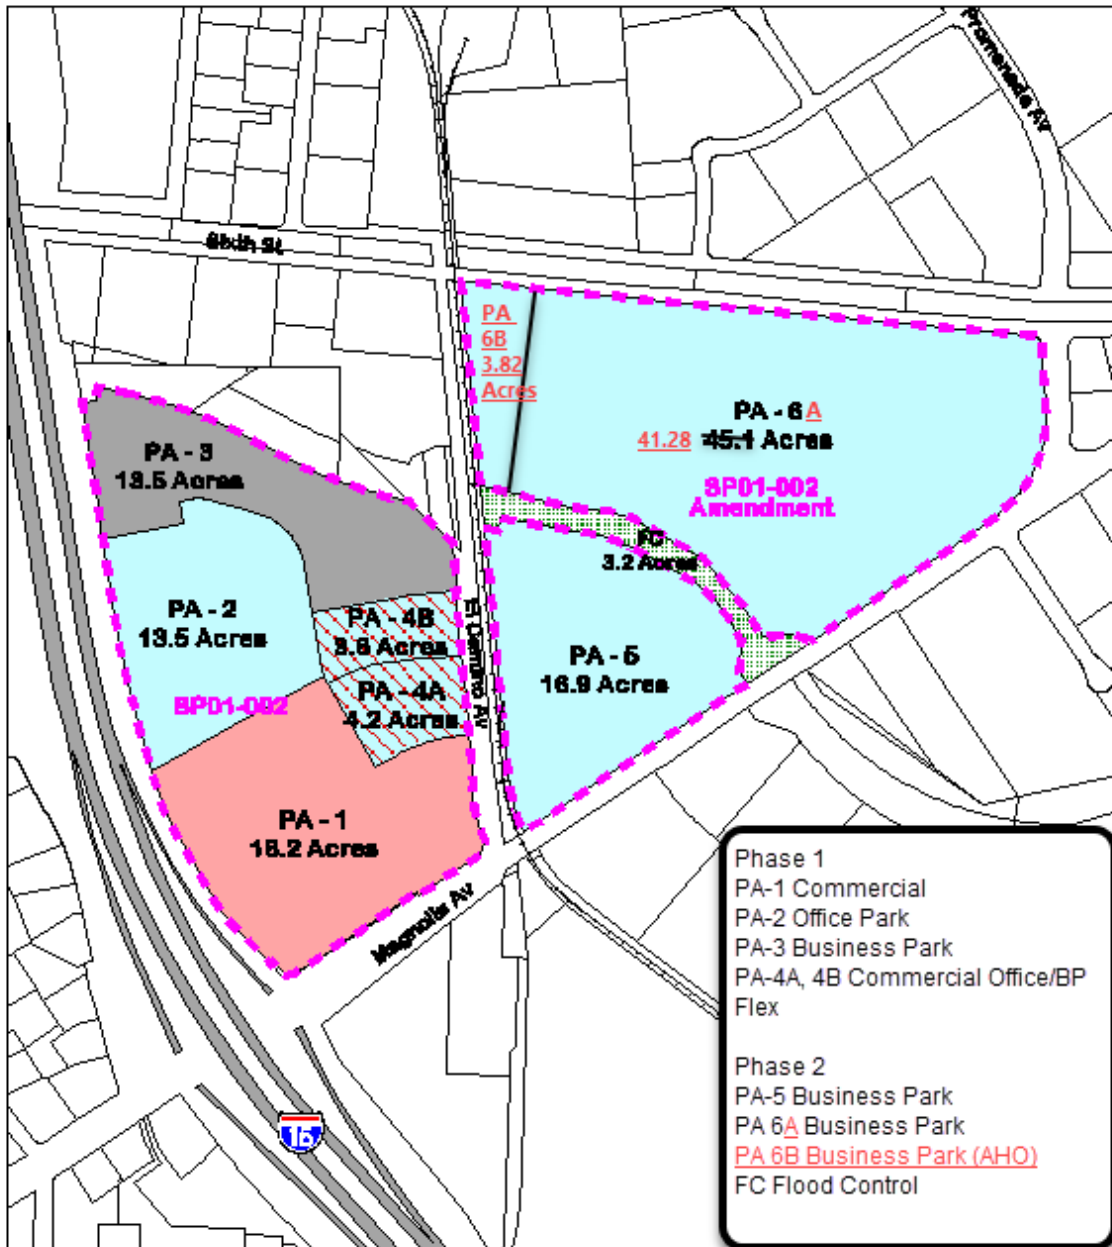 Promenade Av
Sixth St
PA
6B
3.82
Acres
PA - 6 A
41.28 45.1 Acres
SP01-002
Amendment
PA - 3
13.5 Acres
FC
3.2 Acres
PA - 2
13.5 Acres
PA - 4B
3.6 Acres
El Camino Av
PA - 5
16.9 Acres
PA - 4A
4.2 Acres
SP01-002
PA - 1
Acres
Magnolia Av
15
Phase 1
PA-1 Commercial
PA-2 Office Park
PA-3 Business Park
PA-4A, 4B Commercial Office/BP
Flex
Phase 2
PA-5 Business Park
PA 6A Business Park
PA 6B Business Park (AHO)
FC Flood Control